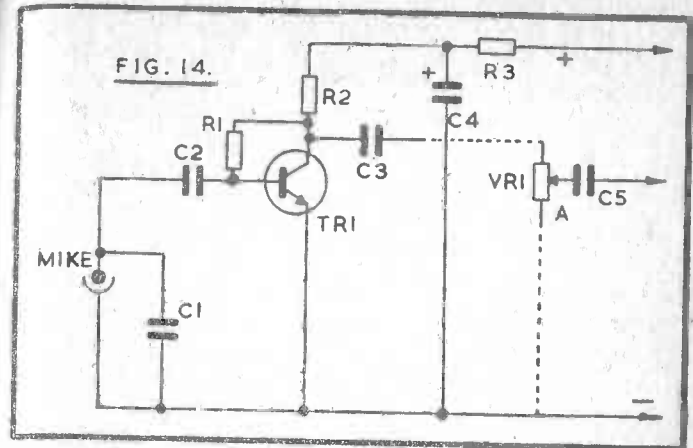 FIG. 14.
R3
+
+
R2
C4
R1
C2
C3
VR1
C5
A
TR1
MIKE
C1
−